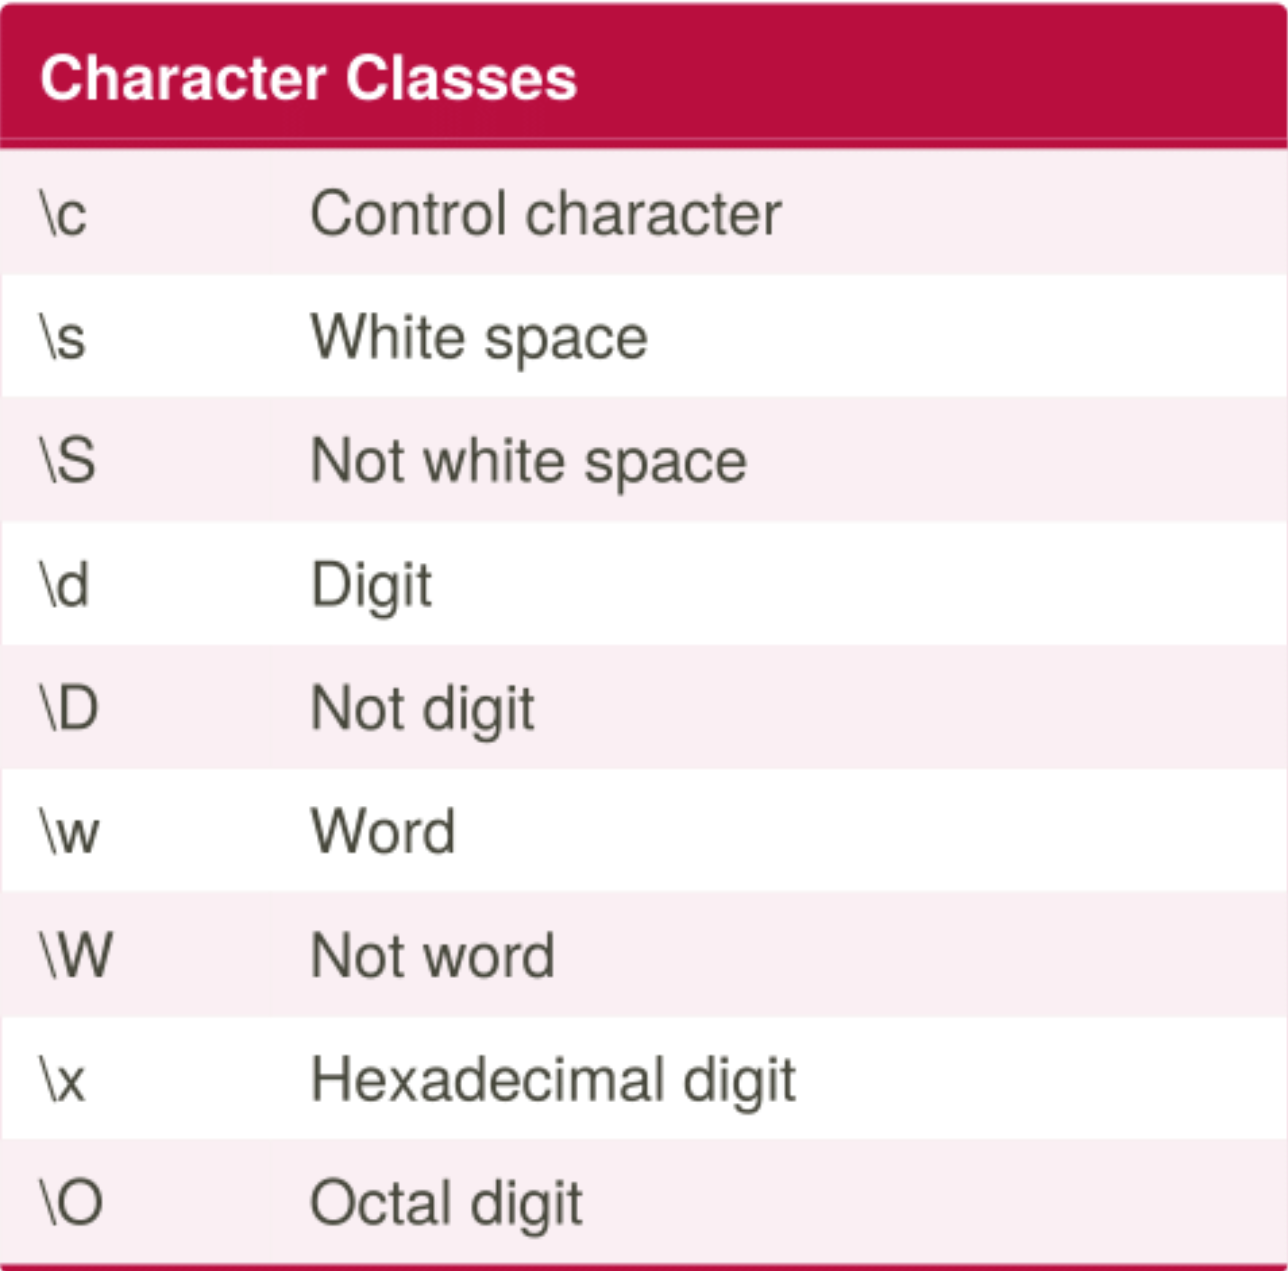 Character Classes
\c Control character
\s White space
\S Not white space
\d Digit
\D Not digit
\w Word
\W Not word
\x Hexadecimal digit
\O Octal digit